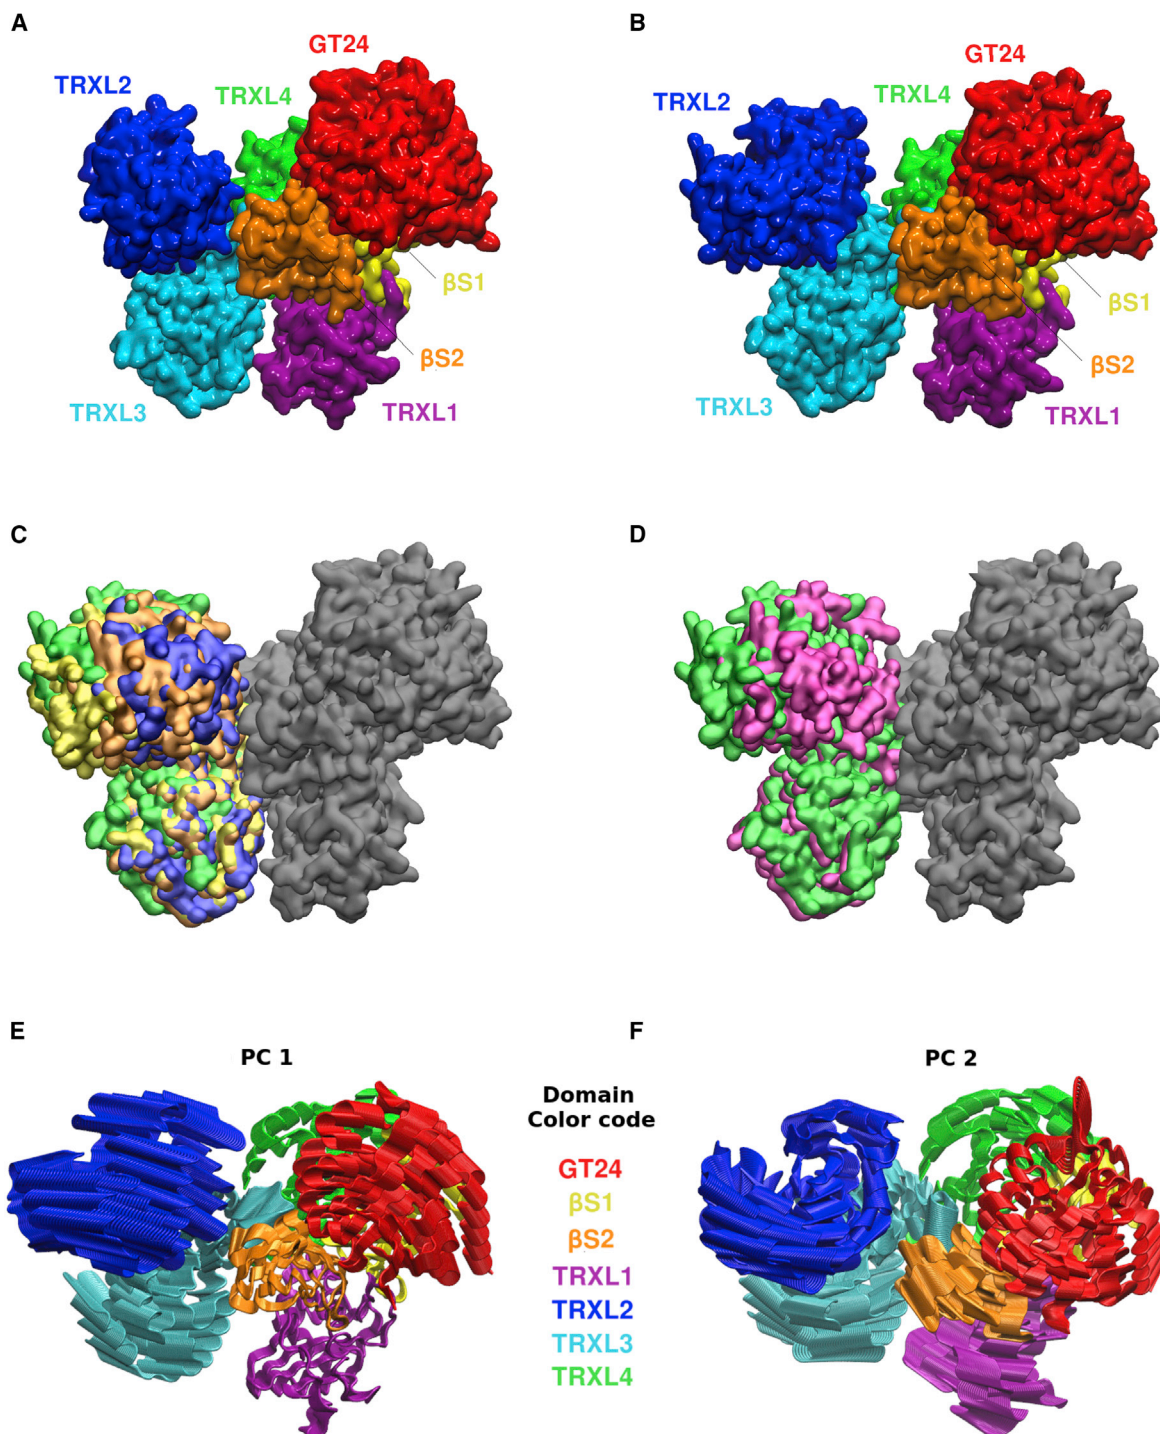 A
B
GT24
TRXL2
TRXL4
βS1
βS2
TRXL3
TRXL1
GT24
TRXL2
TRXL4
βS1
βS2
TRXL3
TRXL1
C
D
E
F
PC 1
PC 2
Domain
Color code
GT24
βS1
βS2
TRXL1
TRXL2
TRXL3
TRXL4